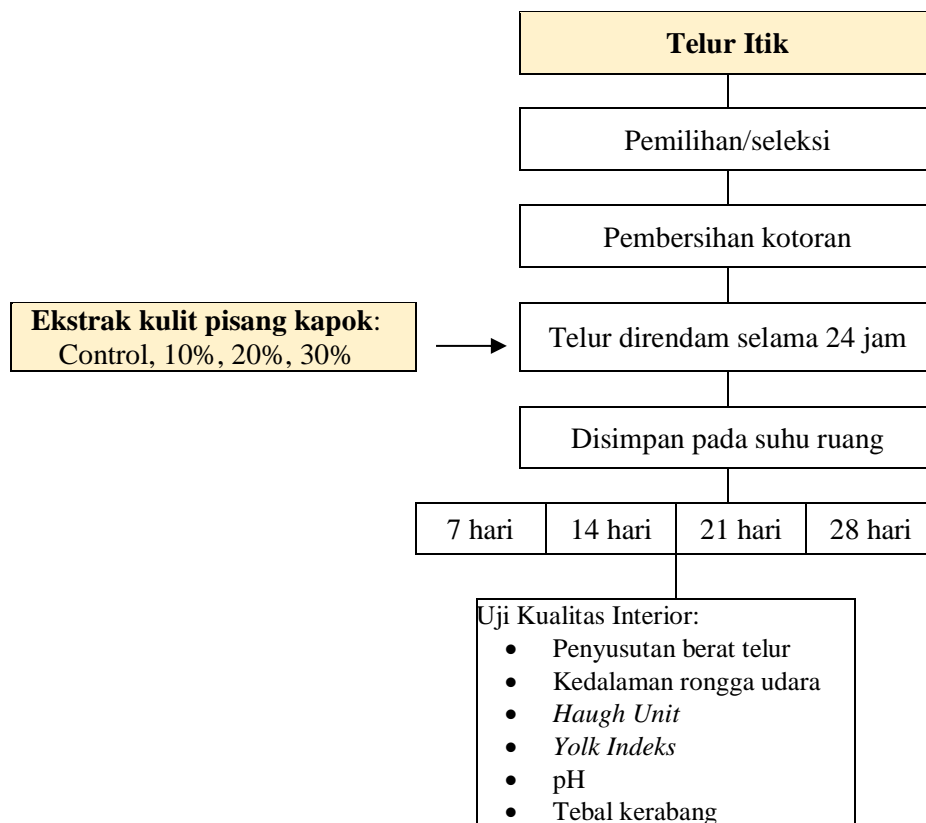 Telur Itik
Pemilihan/seleksi
Pembersihan kotoran
Ekstrak kulit pisang kapok:
Control, 10%, 20%, 30%
Telur direndam selama 24 jam
Disimpan pada suhu ruang
7 hari 14 hari 21 hari 28 hari
Uji Kualitas Interior:
• Penyusutan berat telur
• Kedalaman rongga udara
• Haugh Unit
• Yolk Indeks
• pH
• Tebal kerabang